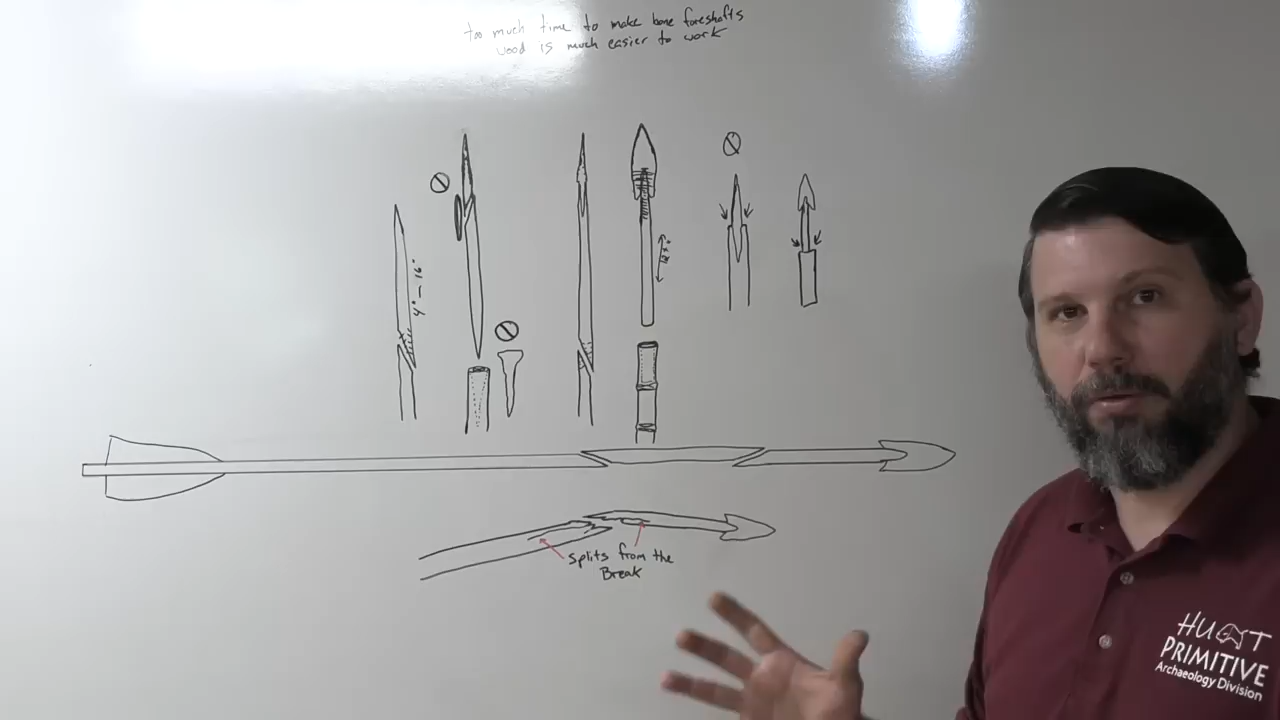 too much time to make bone foreshafts
wood is much easier to work
4" – 16"
Splits from the
Break
HUNT
PRIMITIVE
Archaeology Division